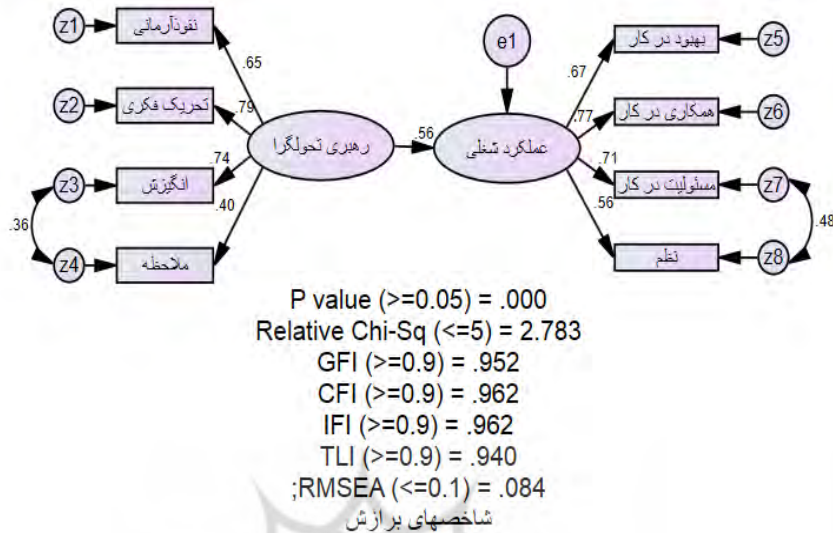 z1
نفوذآرمانی
.65
z2
تحریک فکری
.79
z3
انگیزش
.74
z4
ملاحظه
.40
.36
رهبری تحولگرا
.56
e1
عملکرد شغلی
.67
بهبود در کار
z5
.77
همکاری در کار
z6
.71
مسئولیت در کار
z7
.56
نظم
z8
.48
P value (>=0.05) = .000
Relative Chi-Sq (<=5) = 2.783
GFI (>=0.9) = .952
CFI (>=0.9) = .962
IFI (>=0.9) = .962
TLI (>=0.9) = .940
;RMSEA (<=0.1) = .084
شاخصهای برازش